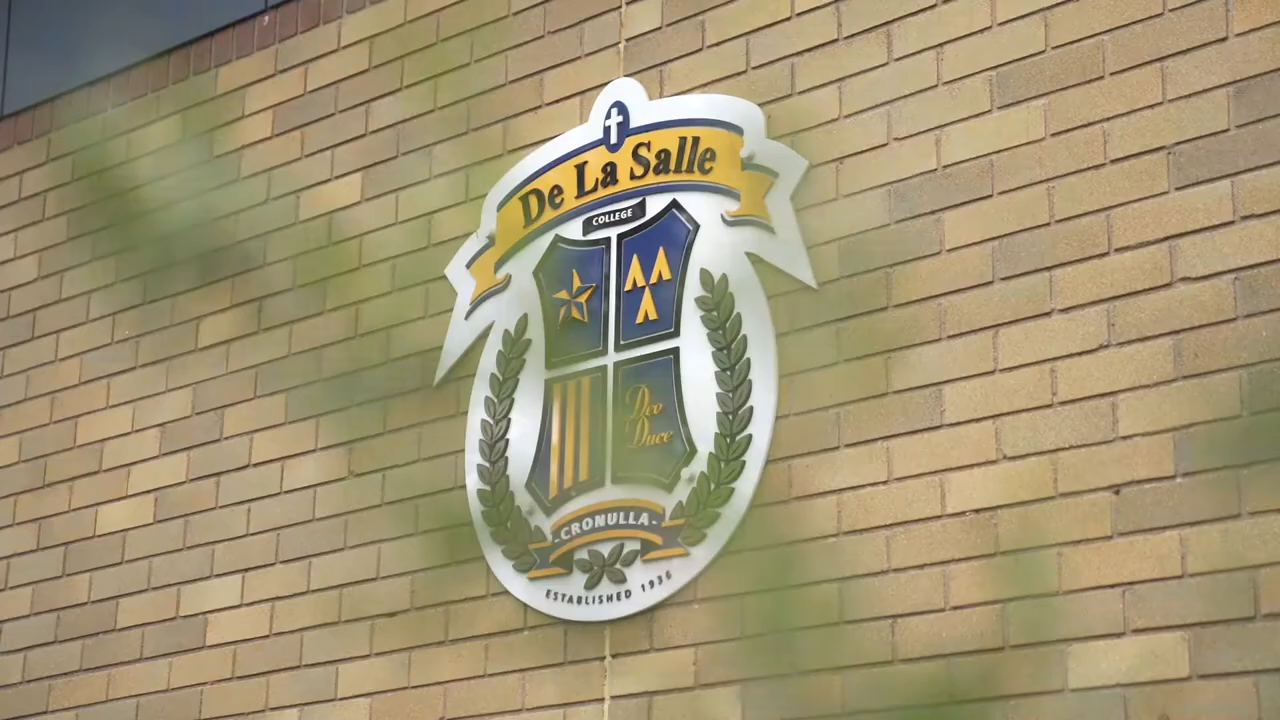 De La Salle
COLLEGE
Deo
Duce
-CRONULLA-
ESTABLISHED 1936